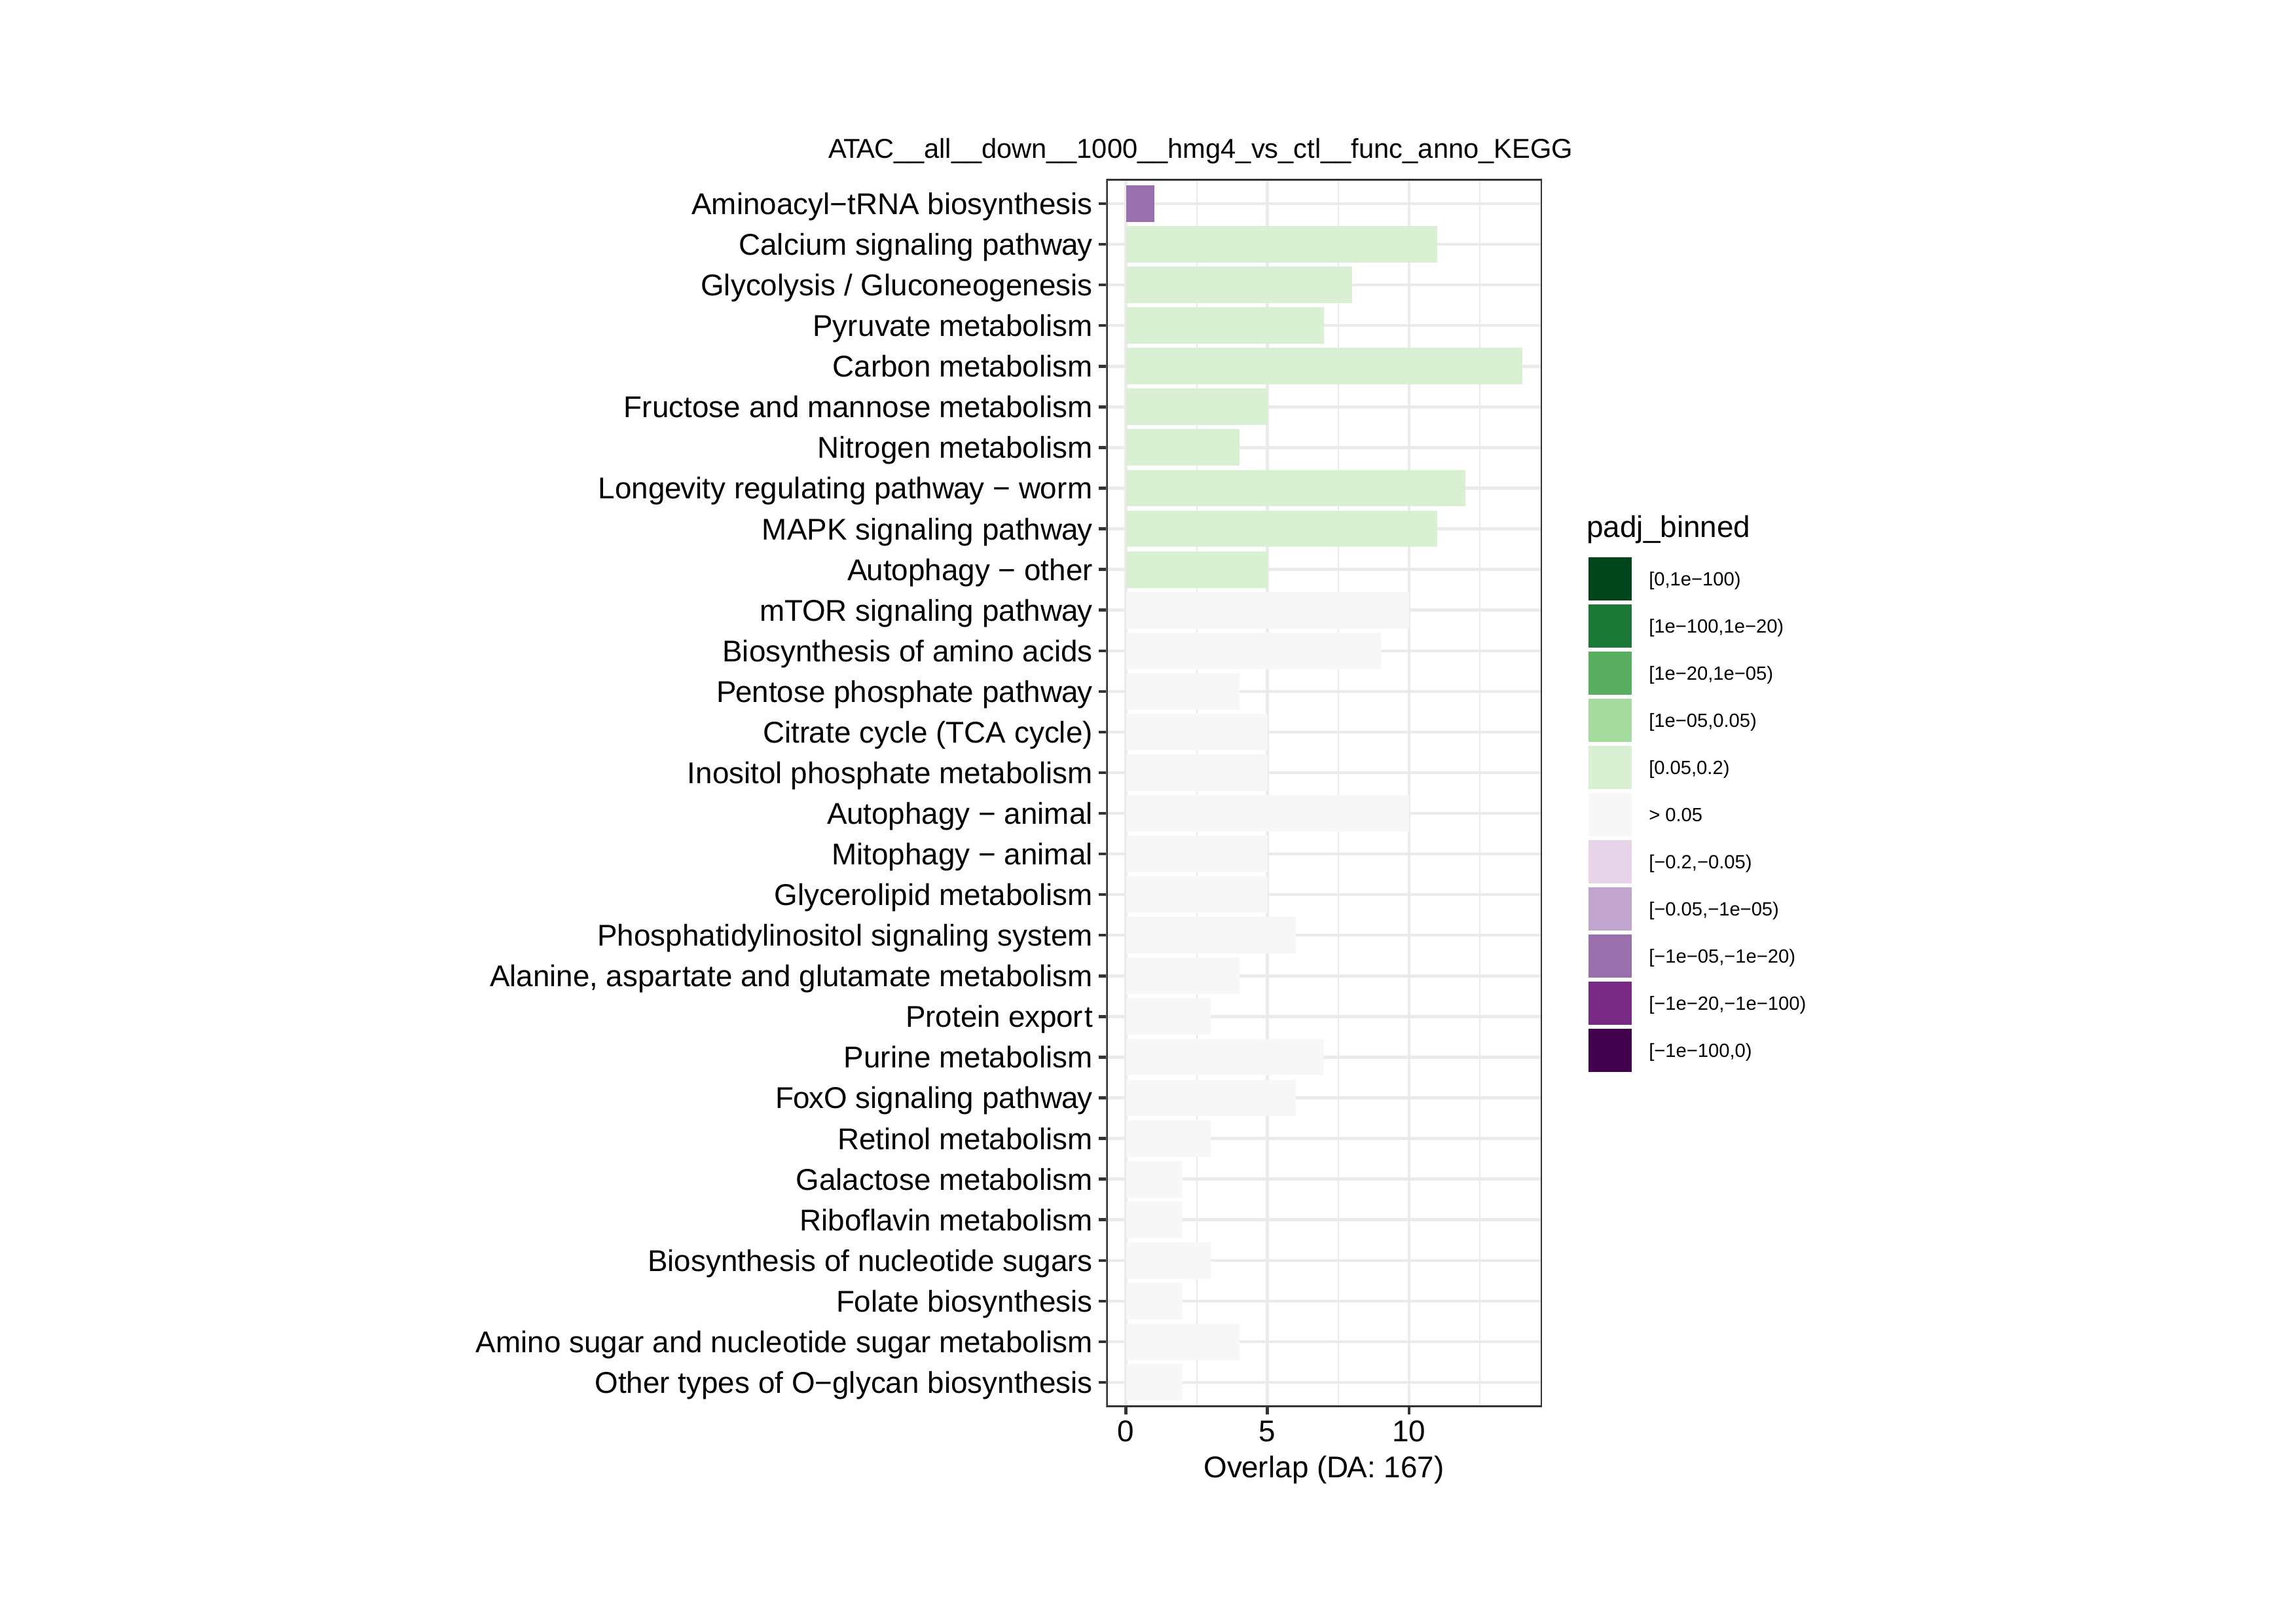 ATAC__all__down__1000__hmg4_vs_ctl__func_anno_KEGG
Aminoacyl−tRNA biosynthesis
Calcium signaling pathway
Glycolysis / Gluconeogenesis
Pyruvate metabolism
Carbon metabolism
Fructose and mannose metabolism
Nitrogen metabolism
Longevity regulating pathway − worm
MAPK signaling pathway
Autophagy − other
mTOR signaling pathway
Biosynthesis of amino acids
Pentose phosphate pathway
Citrate cycle (TCA cycle)
Inositol phosphate metabolism
Autophagy − animal
Mitophagy − animal
Glycerolipid metabolism
Phosphatidylinositol signaling system
Alanine, aspartate and glutamate metabolism
Protein export
Purine metabolism
FoxO signaling pathway
Retinol metabolism
Galactose metabolism
Riboflavin metabolism
Biosynthesis of nucleotide sugars
Folate biosynthesis
Amino sugar and nucleotide sugar metabolism
Other types of O−glycan biosynthesis
0 5 10
Overlap (DA: 167)
padj_binned
[0,1e−100)
[1e−100,1e−20)
[1e−20,1e−05)
[1e−05,0.05)
[0.05,0.2)
> 0.05
[−0.2,−0.05)
[−0.05,−1e−05)
[−1e−05,−1e−20)
[−1e−20,−1e−100)
[−1e−100,0)